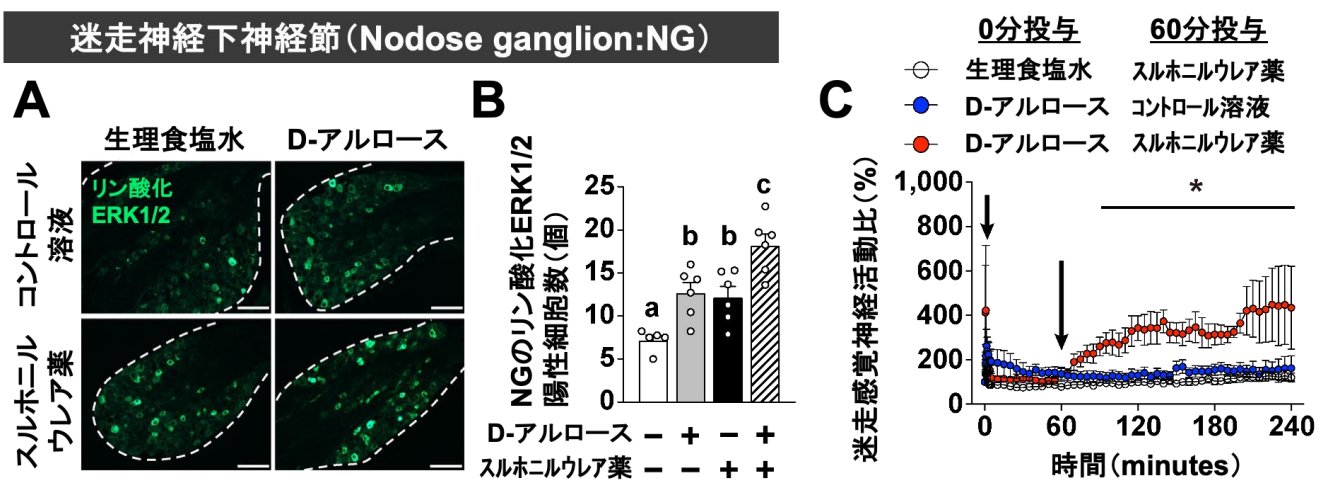 迷走神経下神経節（Nodose ganglion:NG）
A
生理食塩水
D-アルロース
コントロール
溶液
スルホニル
ウレア薬
リン酸化
ERK1/2
B
NGのリン酸化ERK1/2
陽性細胞数（個）
25
20
15
10
5
0
a
b
b
c
D-アルロース − + − +
スルホニルウレア薬 − − + +
C
0分投与 60分投与
生理食塩水 スルホニルウレア薬
D-アルロース コントロール溶液
D-アルロース スルホニルウレア薬
迷走感覚神経活動比（%）
1,000
800
600
400
200
0
*
0 60 120 180 240
時間（minutes）